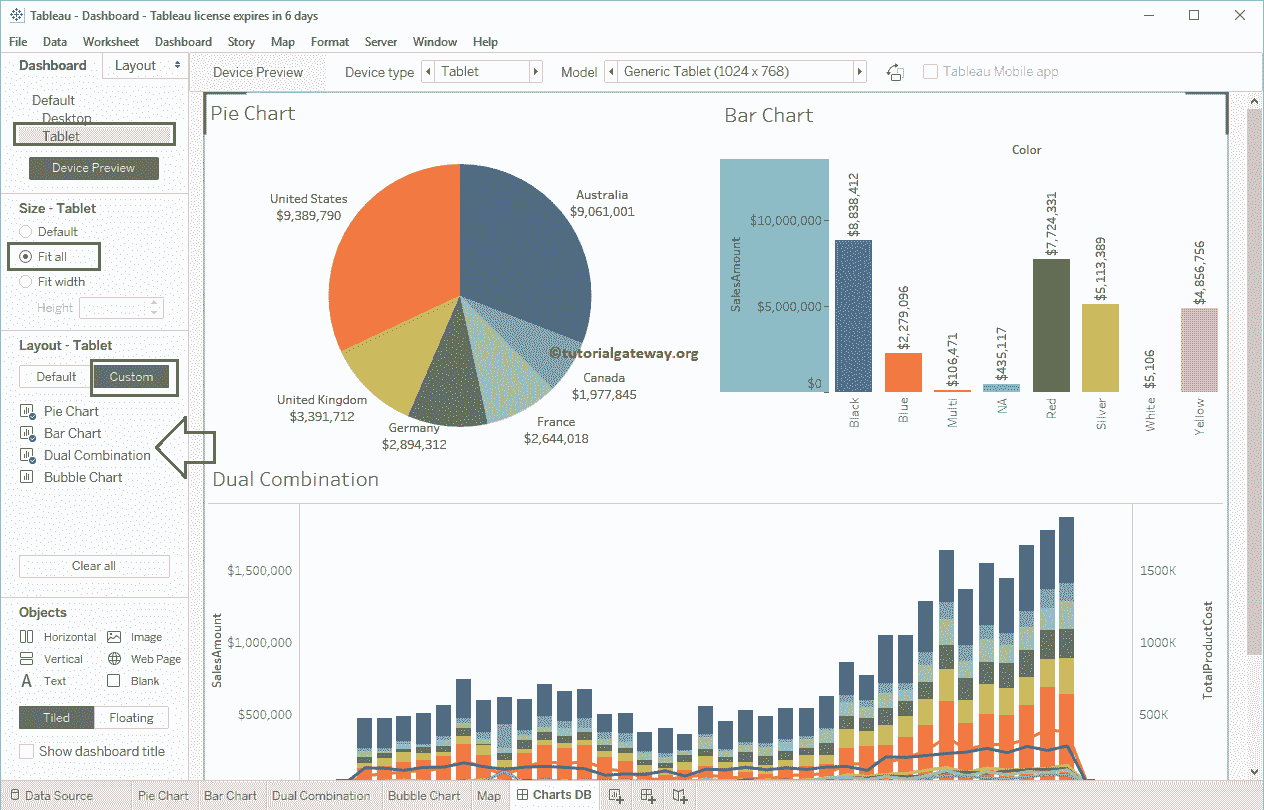 Tableau - Dashboard - Tableau license expires in 6 days
File Data Worksheet Dashboard Story Map Format Server Window Help
Dashboard Layout
Device Preview Device type Tablet Model Generic Tablet (1024 x 768) Tableau Mobile app
Default
Desktop
Tablet
Device Preview
Size - Tablet
Default
Fit all
Fit width
Height
Layout - Tablet
Default Custom
Pie Chart
Bar Chart
Dual Combination
Bubble Chart
Clear all
Objects
Horizontal Image
Vertical Web Page
A Text Blank
Tiled Floating
Show dashboard title
Pie Chart
United States
$9,389,790
Australia
$9,061,001
©tutorialgateway.org
Canada
$1,977,845
United Kingdom
$3,391,712
France
$2,644,018
Germany
$2,894,312
Bar Chart
Color
SalesAmount
$10,000,000
$5,000,000
$0
$8,838,412
$2,279,096
$106,471
$435,117
$7,724,331
$5,113,389
$5,106
$4,856,756
Black
Blue
Multi
NA
Red
Silver
White
Yellow
Dual Combination
SalesAmount
$1,500,000
$1,000,000
$500,000
1500K
1000K
500K
TotalProductCost
Data Source Pie Chart Bar Chart Dual Combination Bubble Chart Map Charts DB